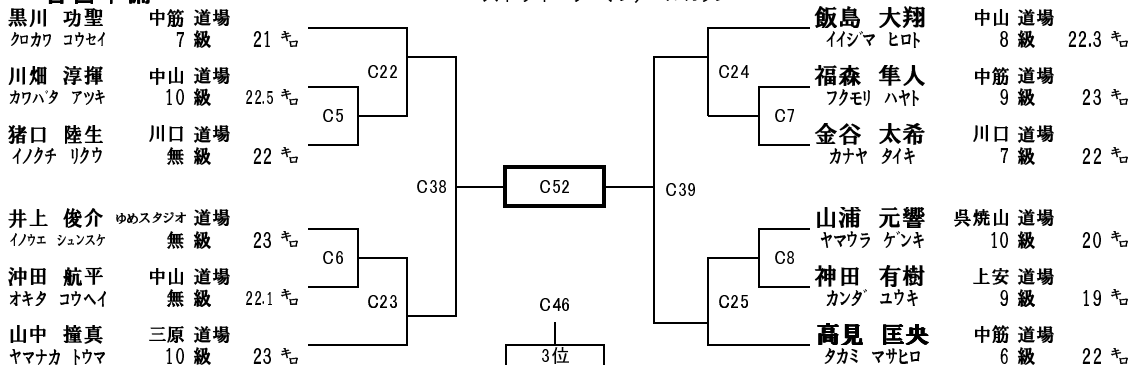 黒川 功聖 中筋 道場
クロカワ コウセイ 7 級 21 キロ
川畑 淳揮 中山 道場
カワバタ アツキ 10 級 22.5 キロ
猪口 陸生 川口 道場
イノクチ リクウ 無 級 22 キロ
井上 俊介 ゆめスタジオ 道場
イノウエ シュンスケ 無 級 23 キロ
沖田 航平 中山 道場
オキタ コウヘイ 無 級 22.1 キロ
山中 撞真 三原 道場
ヤマナカ トウマ 10 級 23 キロ
C22
C5
C38
C6
C23
C52
C46
3位
C24
C7
C39
C8
C25
飯島 大翔 中山 道場
イイジマ ヒロト 8 級 22.3 キロ
福森 隼人 中筋 道場
フクモリ ハヤト 9 級 23 キロ
金谷 太希 川口 道場
カナヤ タイキ 7 級 22 キロ
山浦 元響 呉焼山 道場
ヤマウラ ゲンキ 10 級 20 キロ
神田 有樹 上安 道場
カンダ ユウキ 9 級 19 キロ
高見 匡央 中筋 道場
タカミ マサヒロ 6 級 22 キロ